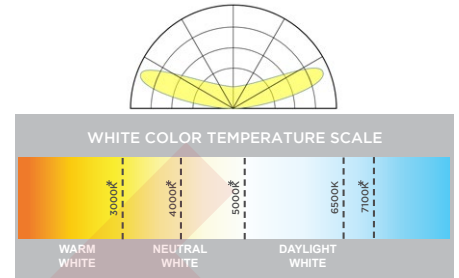 WHITE COLOR TEMPERATURE SCALE
3000K*
4000K*
5000K*
6500K
7100K*
WARM WHITE
NEUTRAL WHITE
DAYLIGHT WHITE